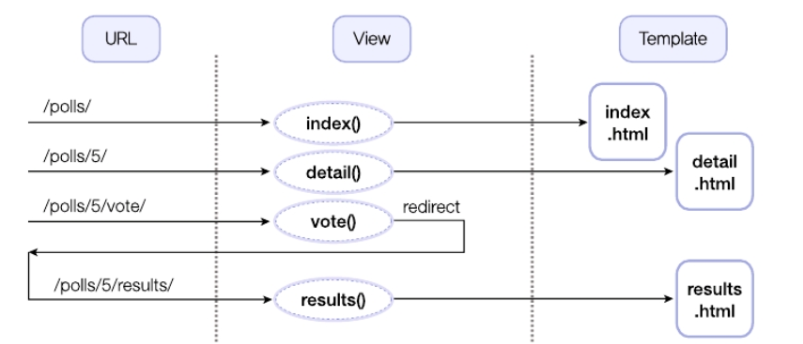 URL
View
Template
/polls/
index()
index
.html
/polls/5/
detail()
detail
.html
/polls/5/vote/
vote()
redirect
/polls/5/results/
results()
results
.html